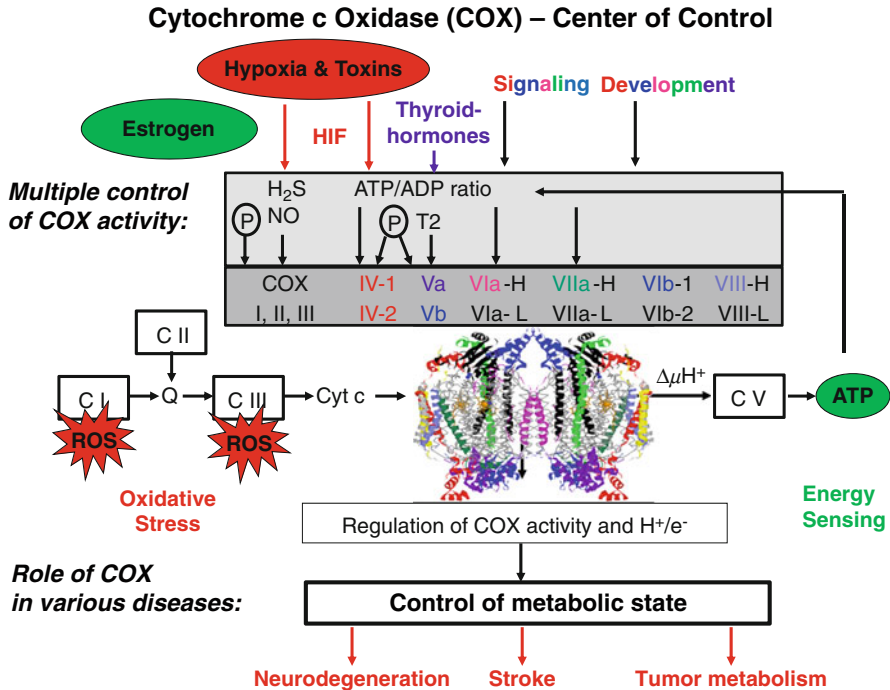 Cytochrome c Oxidase (COX) – Center of Control
Hypoxia & Toxins
Signaling Development
Estrogen
HIF
Thyroid-
hormones
Multiple control
of COX activity:
H₂S ATP/ADP ratio
P NO P T2
COX IV-1 Va VIa-H VIIa-H VIb-1 VIII-H
I, II, III IV-2 Vb VIa-L VIIa-L VIb-2 VIII-L
C II
ΔμH⁺
C I Q C III Cyt c C V ATP
ROS ROS
Oxidative
Stress
Energy
Sensing
Regulation of COX activity and H⁺/e⁻
Role of COX
in various diseases:
Control of metabolic state
Neurodegeneration Stroke Tumor metabolism